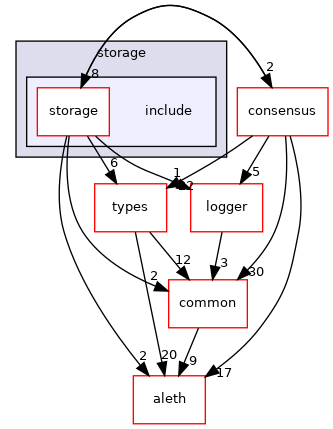 storage
8
2
storage
include
consensus
6
1
5
types
logger
12
3
2
30
common
2
20
9
17
aleth